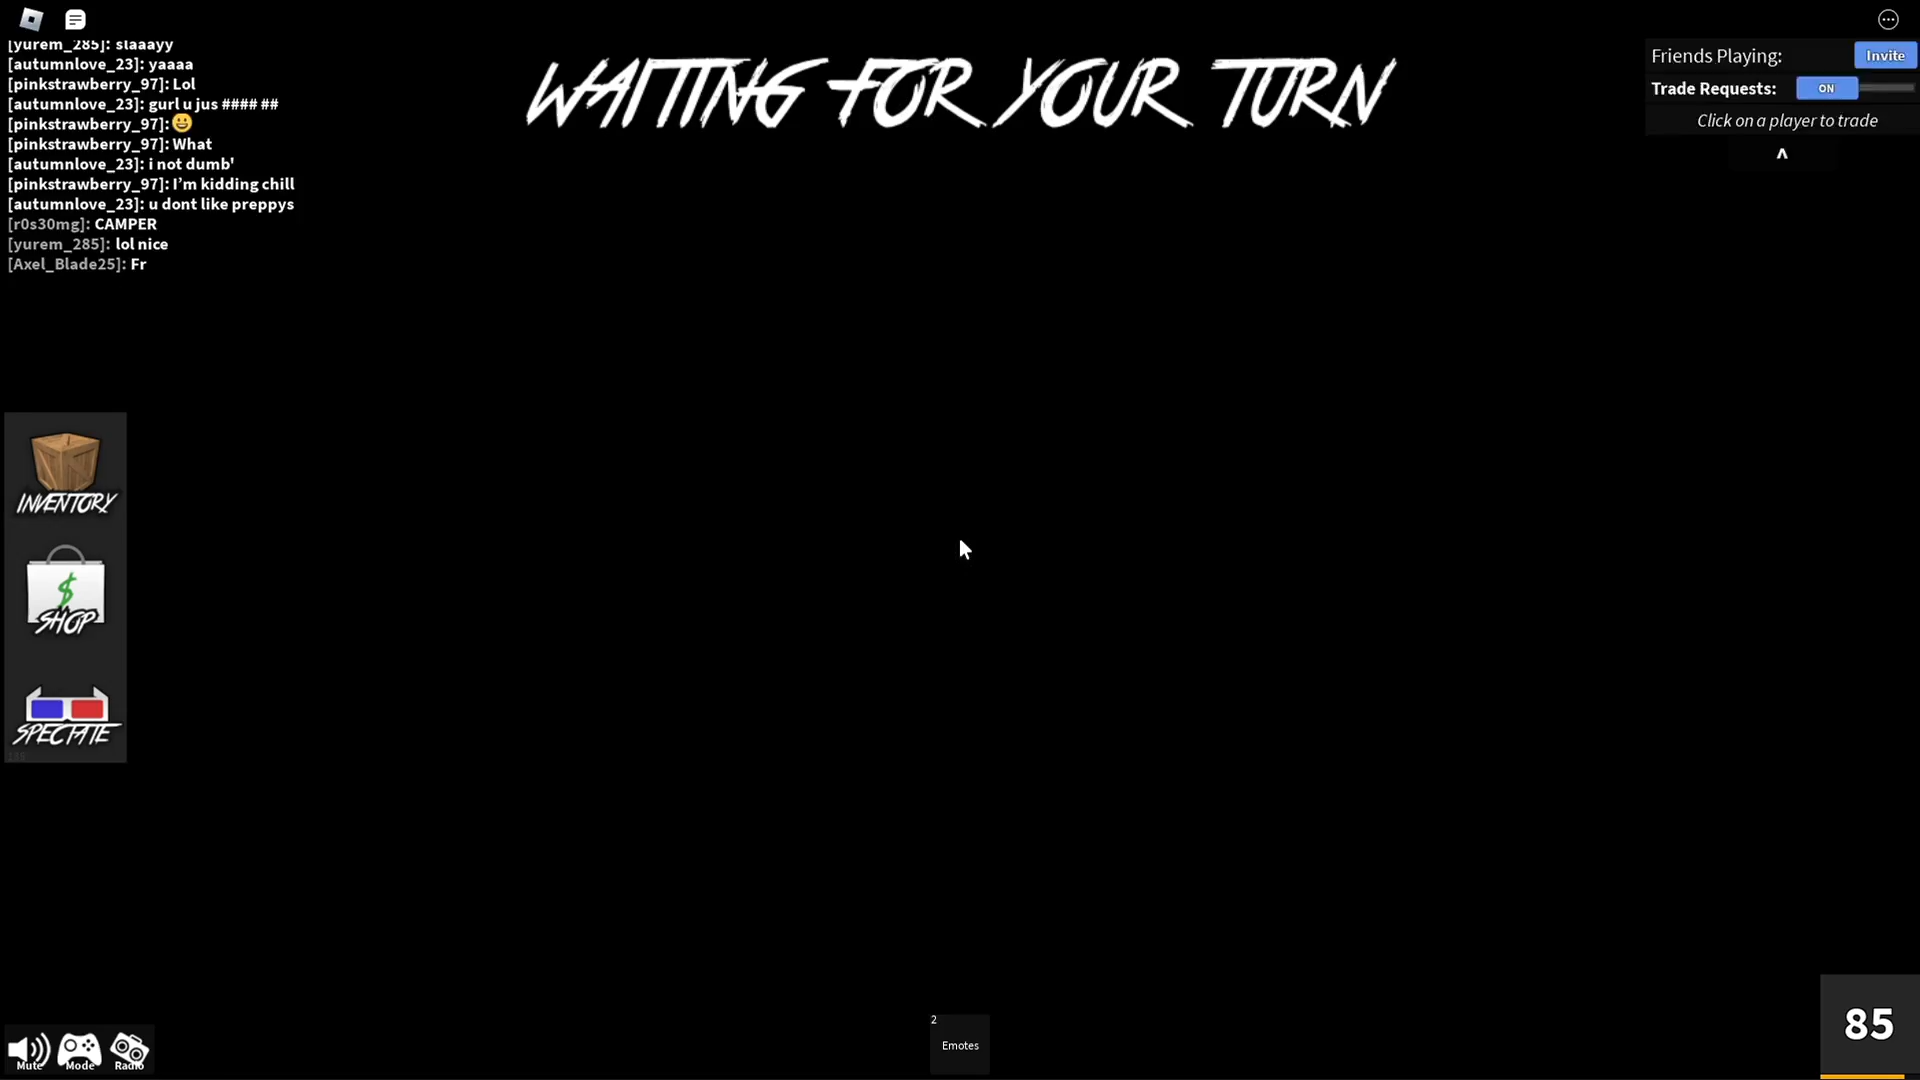 [yurem_285]: slaaayy
[autumnlove_23]: yaaaa
[pinkstrawberry_97]: Lol
[autumnlove_23]: gurl u jus #### ##
[pinkstrawberry_97]: 😀
[pinkstrawberry_97]: What
[autumnlove_23]: i not dumb'
[pinkstrawberry_97]: I’m kidding chill
[autumnlove_23]: u dont like preppys
[r0s30mg]: CAMPER
[yurem_285]: lol nice
[Axel_Blade25]: Fr
WAITING FOR YOUR TURN
Friends Playing: Invite
Trade Requests: ON
Click on a player to trade
INVENTORY
$
SHOP
SPECTATE
2
Emotes
Mute Mode Radio
85